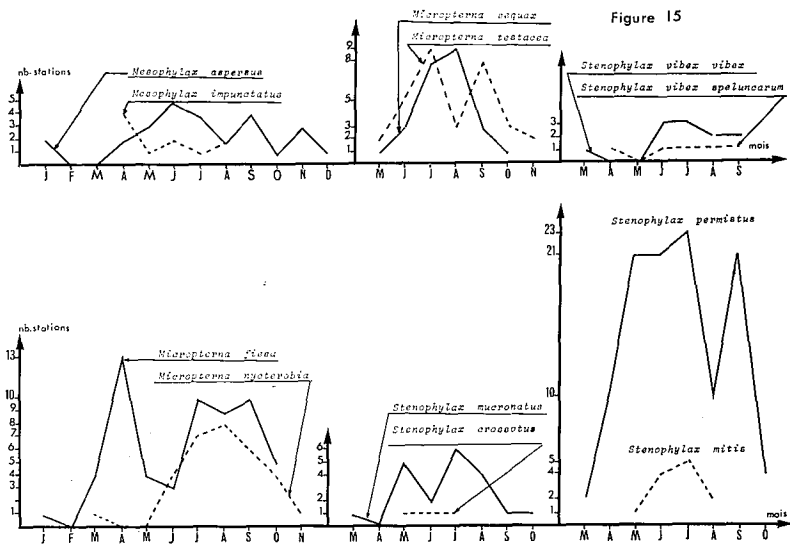 Figure 15
nb. stations
Mesophylax aspersus
Mesophylax impunctatus
5
4
3
2
1
J F M A M J J A S O N D
Micropterna sequax
Micropterna testacea
9
8
5
3
2
1
M J J A S O N
Stenophylax vibex vibex
Stenophylax vibex speluncarum
3
2
1
mois
M A M J J A S
nb. stations
Micropterna fissa
Micropterna nycterobia
13
10
9
8
7
6
5
4
3
2
1
J F M A M J J A S O N
Stenophylax mucronatus
Stenophylax crossotus
6
5
4
2
1
M A M J J A S O
Stenophylax permistus
23
21
10
Stenophylax mitis
5
4
2
1
mois
M A M J J A S O